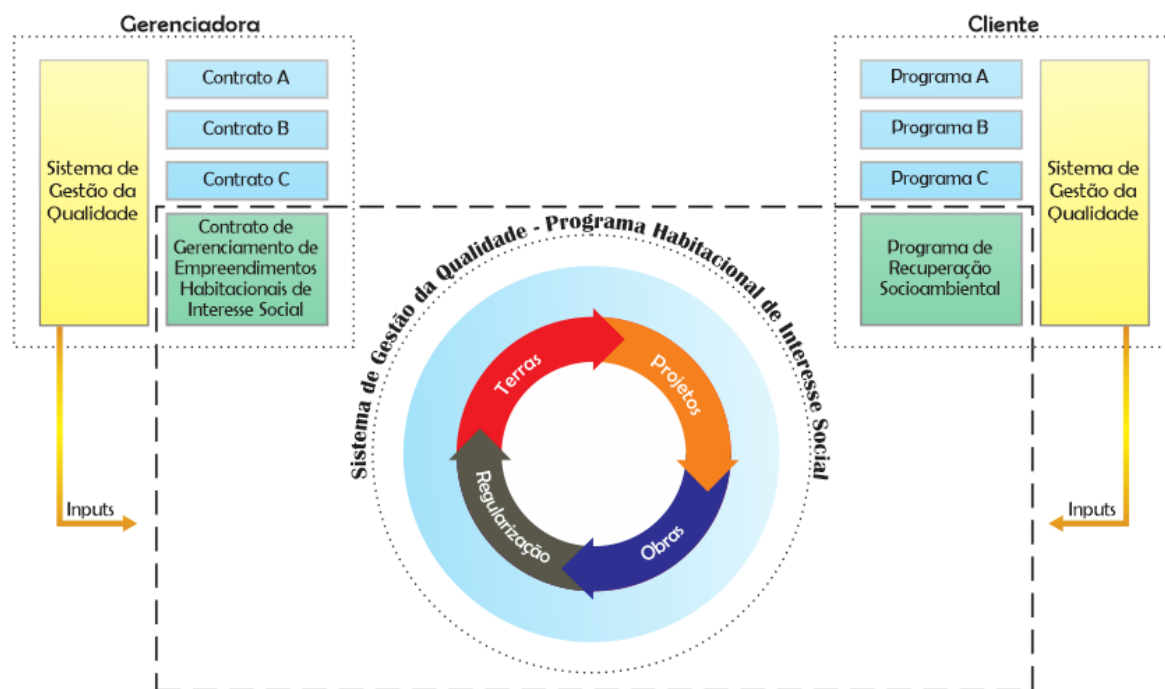 Gerenciadora
Sistema de
Gestão da
Qualidade
Contrato A
Contrato B
Contrato C
Contrato de
Gerenciamento de
Empreendimentos
Habitacionais de
Interesse Social
Inputs
Cliente
Programa A
Programa B
Programa C
Programa de
Recuperação
Socioambiental
Sistema de
Gestão da
Qualidade
Inputs
Sistema de Gestão da Qualidade - Programa Habitacional de Interesse Social
Terras
Projetos
Obras
Regularização